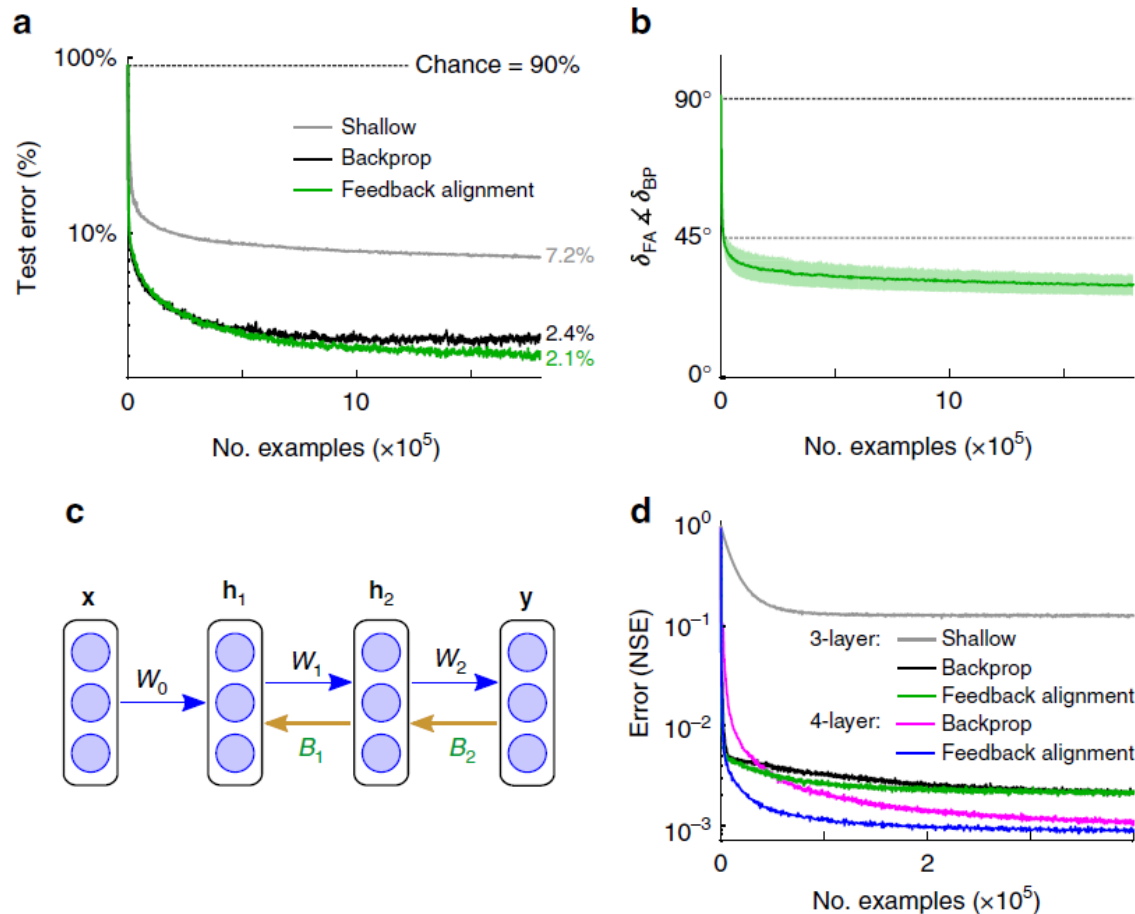 a
100%
Chance = 90%
Shallow
Backprop
Feedback alignment
10%
7.2%
2.4%
2.1%
Test error (%)
0
10
No. examples (×10⁵)
b
90°
45°
0°
δFA ∡ δBP
0
10
No. examples (×10⁵)
c
x
h₁
h₂
y
W₀
W₁
W₂
B₁
B₂
d
10⁰
10⁻¹
10⁻²
10⁻³
Error (NSE)
3-layer: Shallow
Backprop
Feedback alignment
4-layer: Backprop
Feedback alignment
0
2
No. examples (×10⁵)